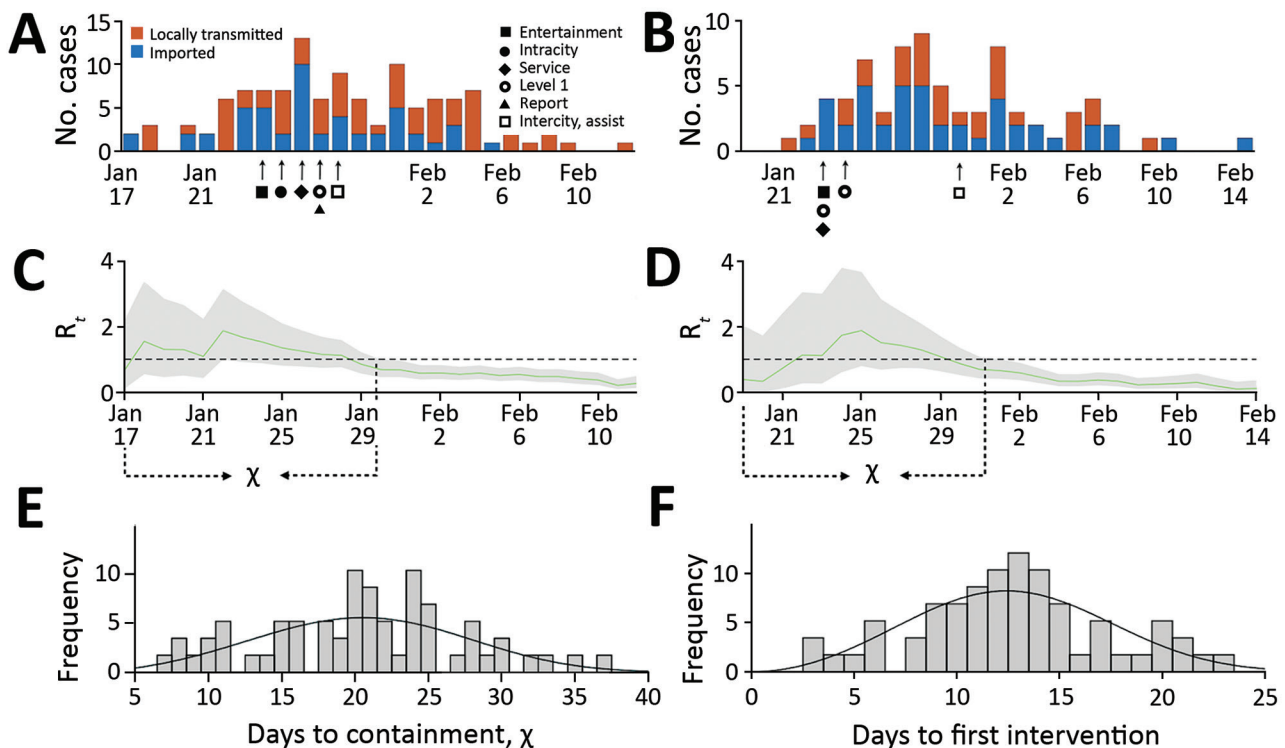 A
No. cases
15
10
5
0
Locally transmitted
Imported
Entertainment
Intracity
Service
Level 1
Report
Intercity, assist
Jan 17
Jan 21
Feb 2
Feb 6
Feb 10
B
No. cases
10
5
0
Jan 21
Feb 2
Feb 6
Feb 10
Feb 14
C
Rt
4
2
0
Jan 17
Jan 21
Jan 25
Jan 29
Feb 2
Feb 6
Feb 10
χ
D
Rt
4
2
0
Jan 21
Jan 25
Jan 29
Feb 2
Feb 6
Feb 10
Feb 14
χ
E
Frequency
10
5
0
5 10 15 20 25 30 35 40
Days to containment, χ
F
Frequency
10
5
0
0 5 10 15 20 25
Days to first intervention